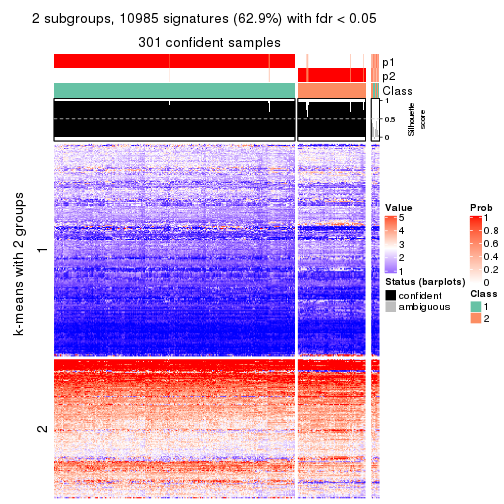 2 subgroups, 10985 signatures (62.9%) with fdr < 0.05
301 confident samples
p1
p2
Class
1
0.5
0
Silhouette
score
k-means with 2 groups
1
2
Value
5
4
3
2
1
Status (barplots)
confident
ambiguous
Prob
1
0.8
0.6
0.4
0.2
0
Class
1
2